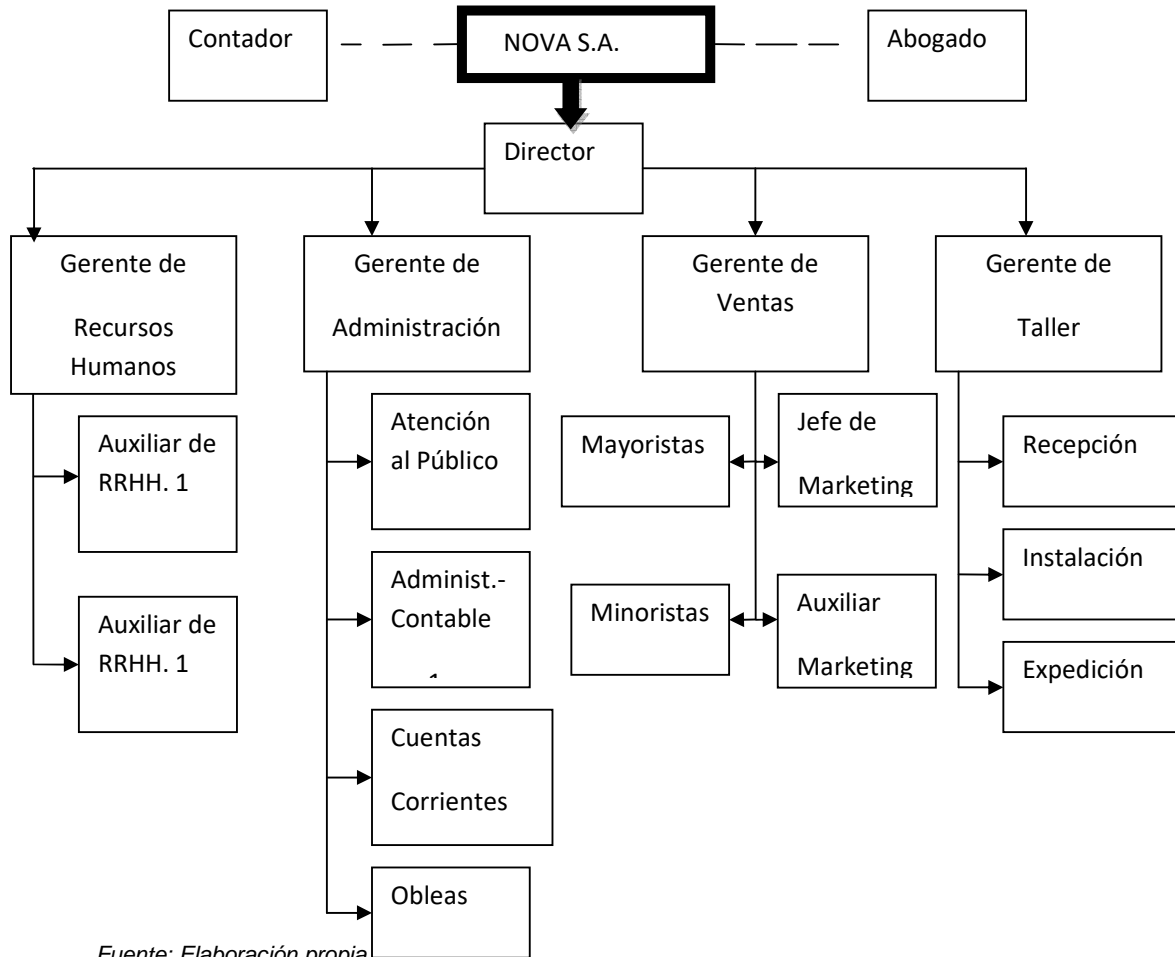 Contador
NOVA S.A.
Abogado
Director
Gerente de
Recursos
Humanos
Gerente de
Administración
Gerente de
Ventas
Gerente de
Taller
Auxiliar de
RRHH. 1
Auxiliar de
RRHH. 1
Atención
al Público
Administ.-
Contable
Cuentas
Corrientes
Obleas
Mayoristas
Jefe de
Marketing
Minoristas
Auxiliar
Marketing
Recepción
Instalación
Expedición
Fuente: Elaboración propia